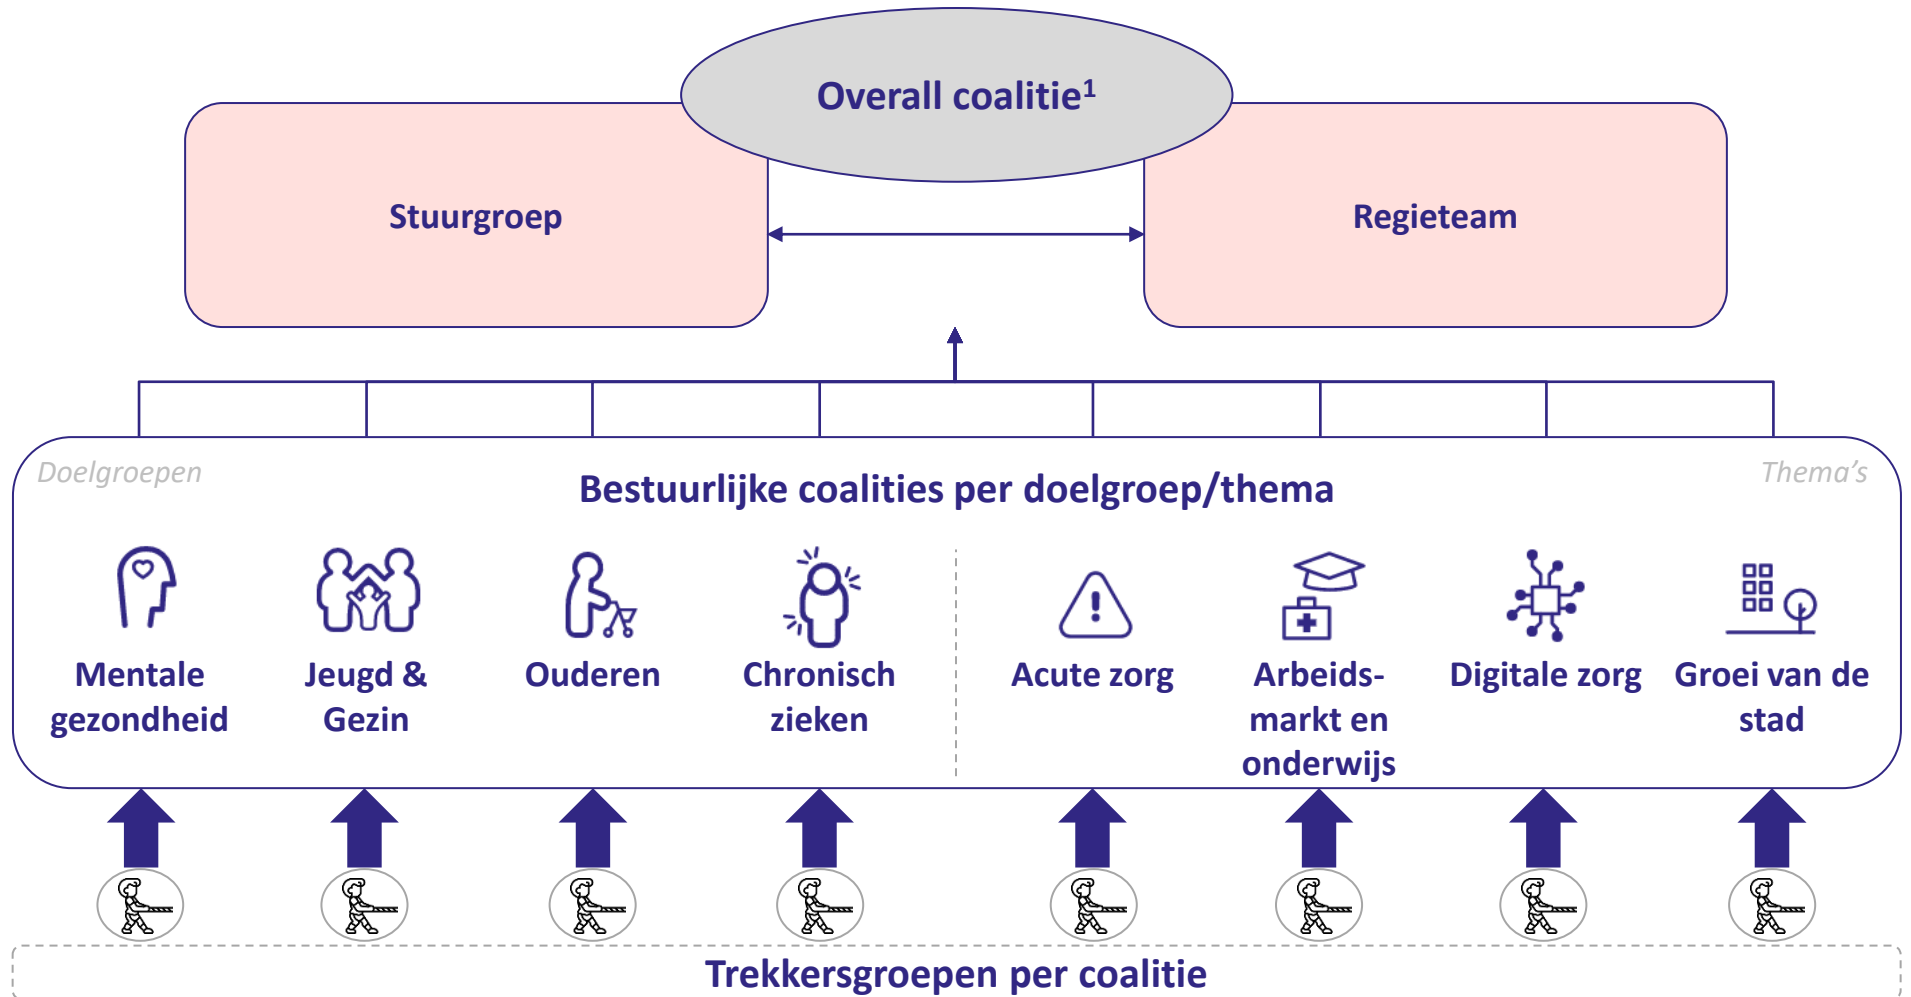 Overall coalitie¹
Stuurgroep
Regieteam
Doelgroepen
Thema's
Bestuurlijke coalities per doelgroep/thema
Mentale
gezondheid
Jeugd &
Gezin
Ouderen
Chronisch
zieken
Acute zorg
Arbeids-
markt en
onderwijs
Digitale zorg
Groei van de
stad
Trekkersgroepen per coalitie